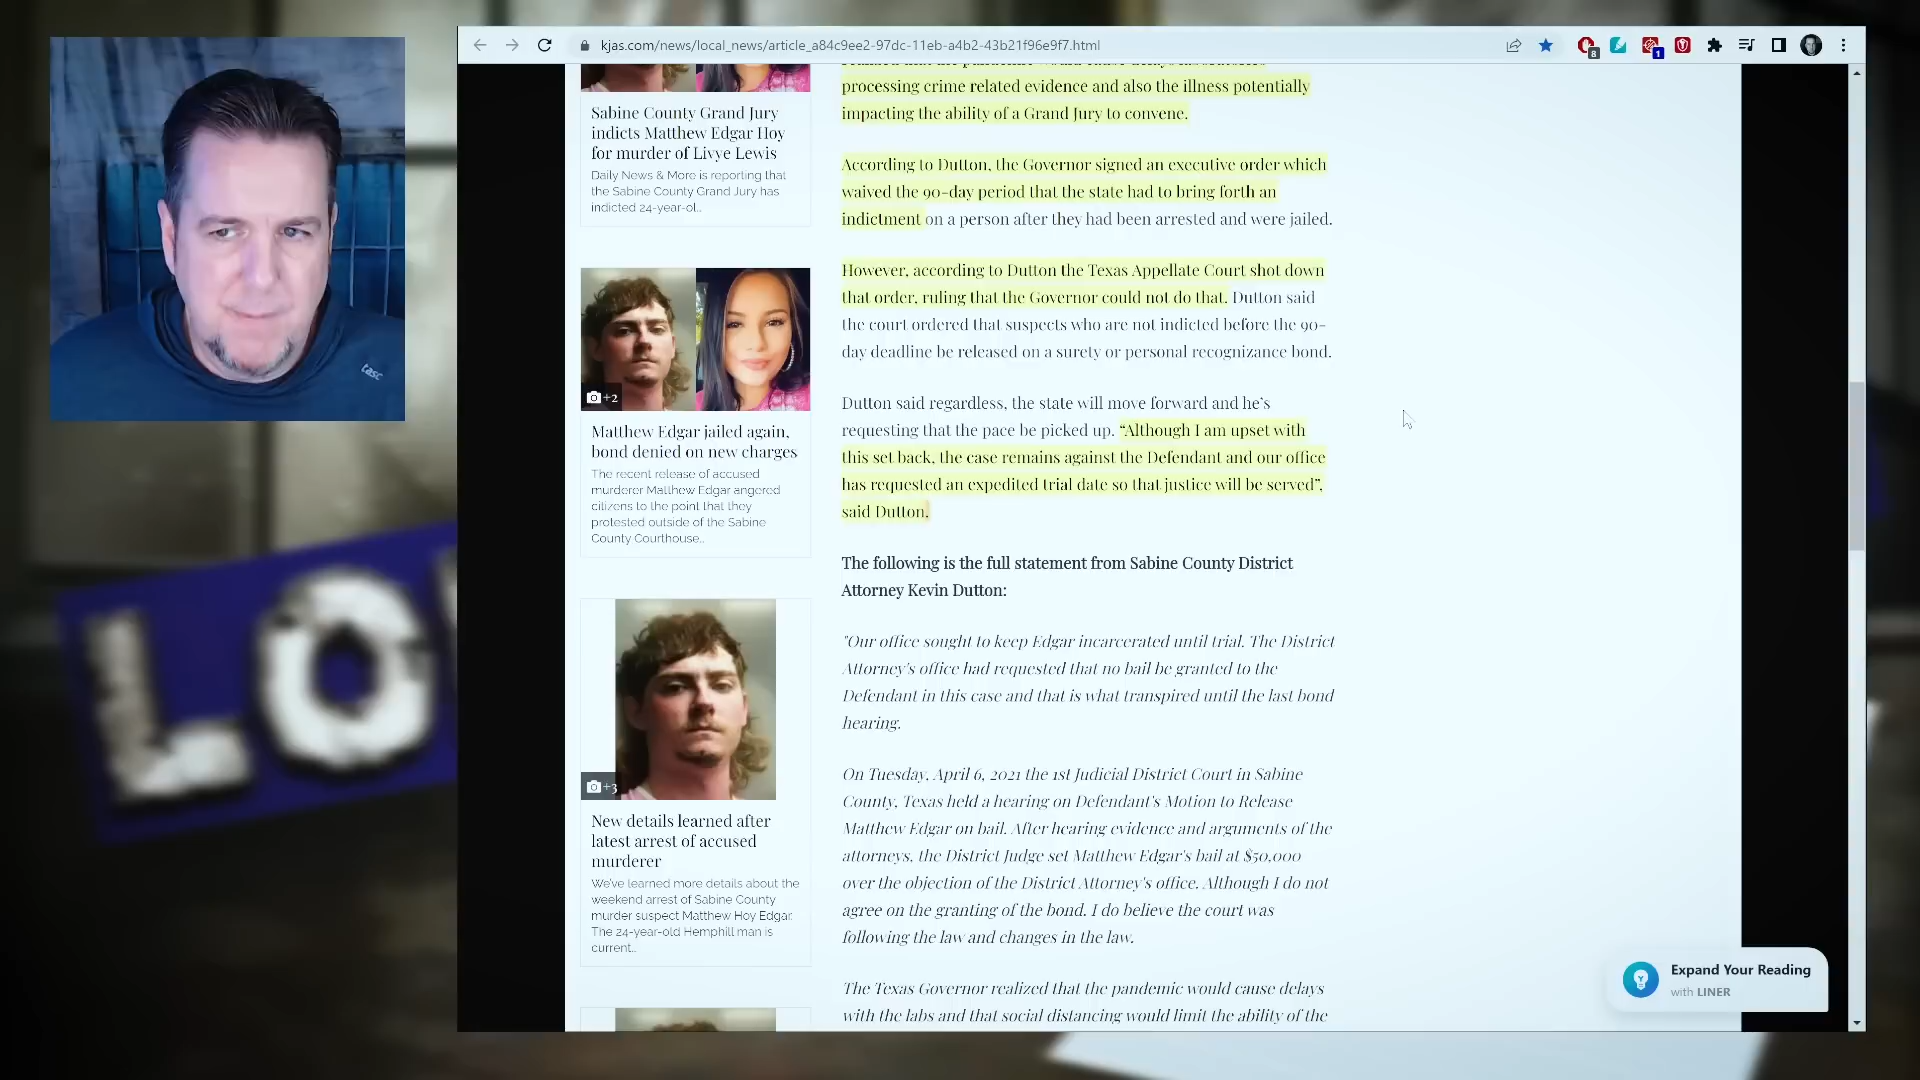 kjas.com/news/local_news/article_a84c9ee2-97dc-11eb-a4b2-43b21f96e9f7.html
8
1
tasc
LO
Sabine County Grand Jury
indicts Matthew Edgar Hoy
for murder of Livye Lewis
Daily News & More is reporting that
the Sabine County Grand Jury has
indicted 24-year-ol..
+2
Matthew Edgar jailed again,
bond denied on new charges
The recent release of accused
murderer Matthew Edgar angered
citizens to the point that they
protested outside of the Sabine
County Courthouse..
+3
New details learned after
latest arrest of accused
murderer
We've learned more details about the
weekend arrest of Sabine County
murder suspect Matthew Hoy Edgar.
The 24-year-old Hemphill man is
current..
processing crime related evidence and also the illness potentially
impacting the ability of a Grand Jury to convene.
According to Dutton, the Governor signed an executive order which
waived the 90-day period that the state had to bring forth an
indictment on a person after they had been arrested and were jailed.
However, according to Dutton the Texas Appellate Court shot down
that order, ruling that the Governor could not do that. Dutton said
the court ordered that suspects who are not indicted before the 90-
day deadline be released on a surety or personal recognizance bond.
Dutton said regardless, the state will move forward and he's
requesting that the pace be picked up. “Although I am upset with
this set back, the case remains against the Defendant and our office
has requested an expedited trial date so that justice will be served”,
said Dutton.
The following is the full statement from Sabine County District
Attorney Kevin Dutton:
"Our office sought to keep Edgar incarcerated until trial. The District
Attorney's office had requested that no bail be granted to the
Defendant in this case and that is what transpired until the last bond
hearing.
On Tuesday, April 6, 2021 the 1st Judicial District Court in Sabine
County, Texas held a hearing on Defendant's Motion to Release
Matthew Edgar on bail. After hearing evidence and arguments of the
attorneys, the District Judge set Matthew Edgar's bail at $50,000
over the objection of the District Attorney's office. Although I do not
agree on the granting of the bond. I do believe the court was
following the law and changes in the law.
The Texas Governor realized that the pandemic would cause delays
with the labs and that social distancing would limit the ability of the
Expand Your Reading
with LINER